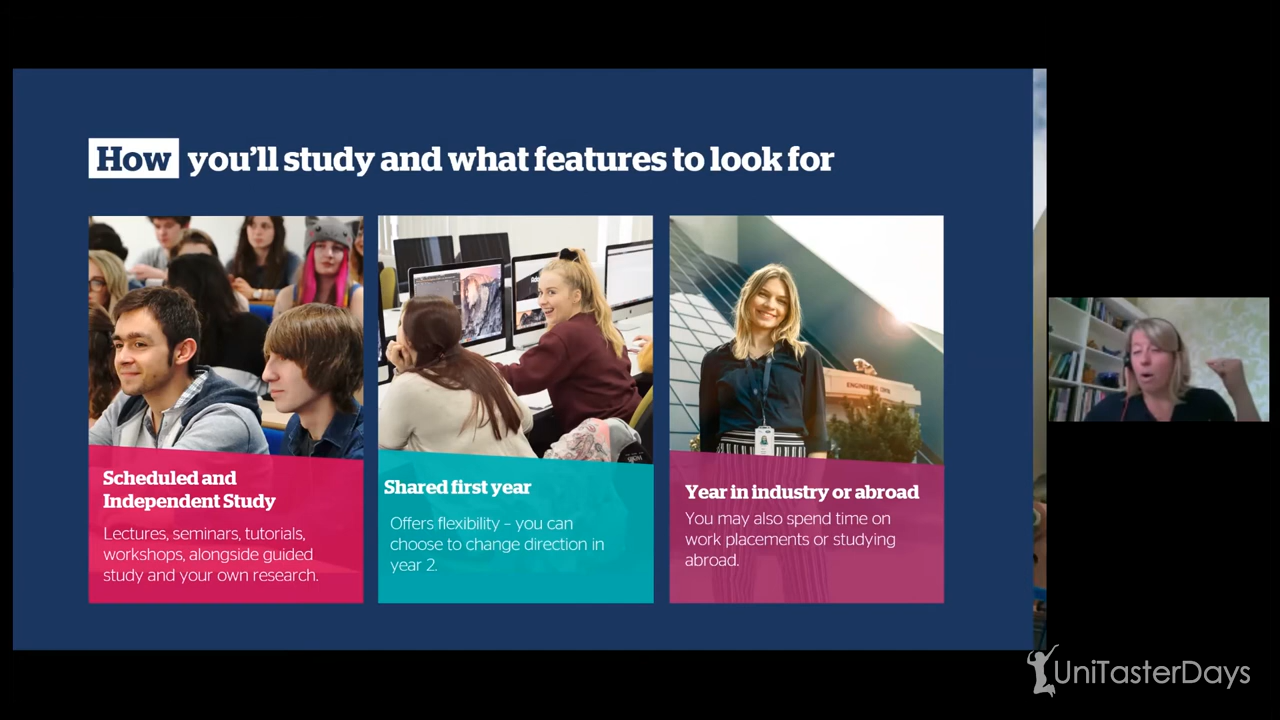 How you'll study and what features to look for
Scheduled and
Independent Study
Lectures, seminars, tutorials,
workshops, alongside guided
study and your own research.
Shared first year
Offers flexibility – you can
choose to change direction in
year 2.
ENGINEERING
Year in industry or abroad
You may also spend time on
work placements or studying
abroad.
UniTasterDays